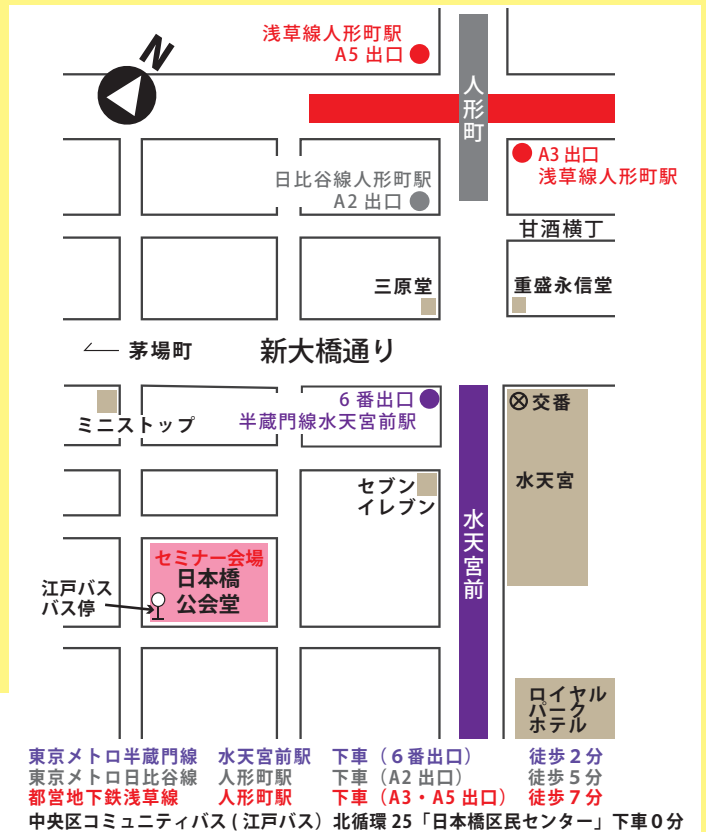 N
浅草線人形町駅
A5 出口
人形町
A3 出口
浅草線人形町駅
日比谷線人形町駅
A2 出口
甘酒横丁
三原堂
重盛永信堂
茅場町
新大橋通り
6 番出口
半蔵門線水天宮前駅
交番
ミニストップ
セブン
イレブン
水天宮
水天宮前
セミナー会場
日本橋
公会堂
江戸バス
バス停
ロイヤル
パーク
ホテル
東京メトロ半蔵門線 水天宮前駅 下車（6 番出口） 徒歩 2 分
東京メトロ日比谷線 人形町駅 下車（A2 出口） 徒歩 5 分
都営地下鉄浅草線 人形町駅 下車（A3・A5 出口） 徒歩 7 分
中央区コミュニティバス ( 江戸バス）北循環 25「日本橋区民センター」下車 0 分